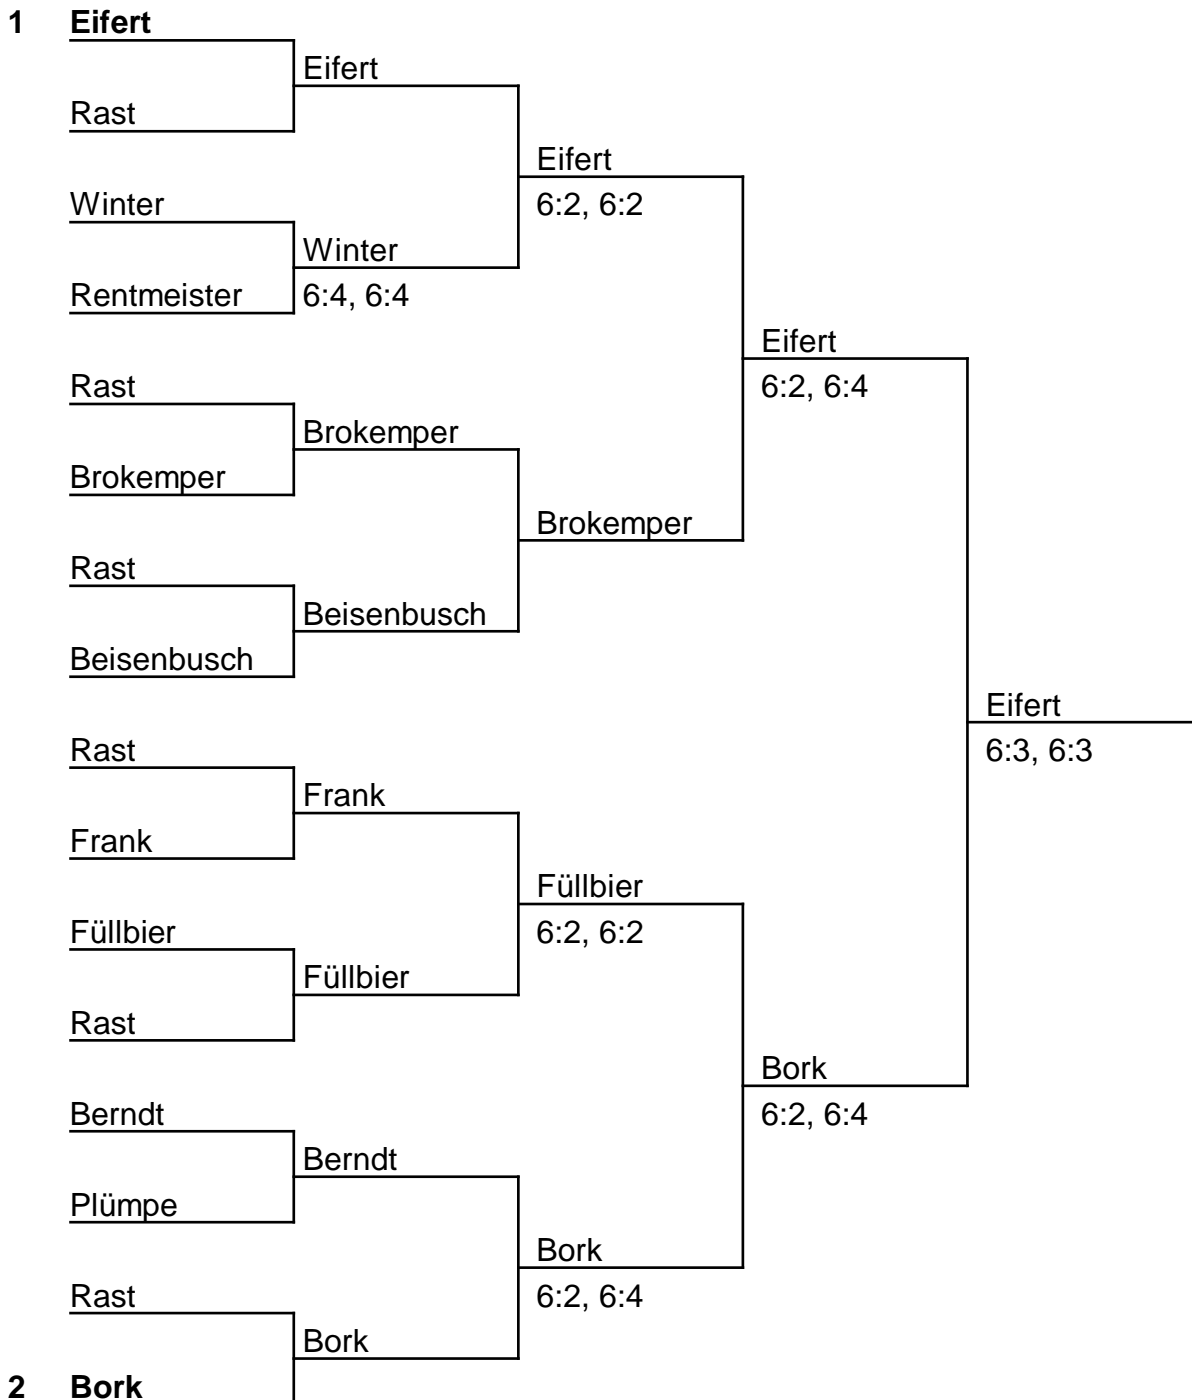 1 Eifert
Eifert
Rast
Eifert
Winter
6:2, 6:2
Winter
Rentmeister
6:4, 6:4
Eifert
Rast
6:2, 6:4
Brokemper
Brokemper
Brokemper
Rast
Beisenbusch
Beisenbusch
Eifert
Rast
6:3, 6:3
Frank
Frank
Füllbier
Füllbier
6:2, 6:2
Füllbier
Rast
Bork
Berndt
6:2, 6:4
Berndt
Plümpe
Bork
Rast
6:2, 6:4
Bork
2 Bork